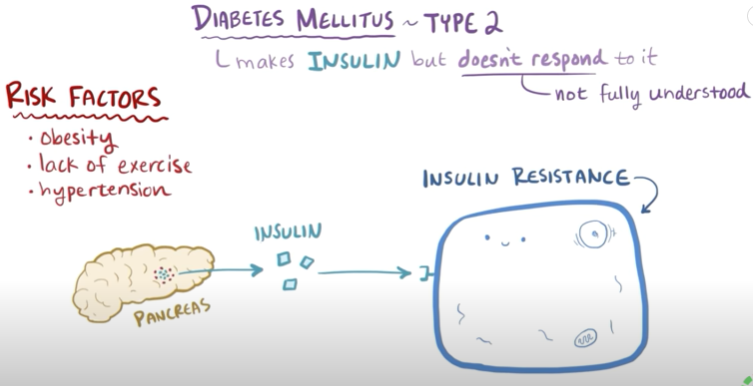 DIABETES MELLITUS ~ TYPE 2
makes INSULIN but doesn't respond to it
not fully understood
RISK FACTORS
• obesity
• lack of exercise
• hypertension
INSULIN RESISTANCE
INSULIN
PANCREAS